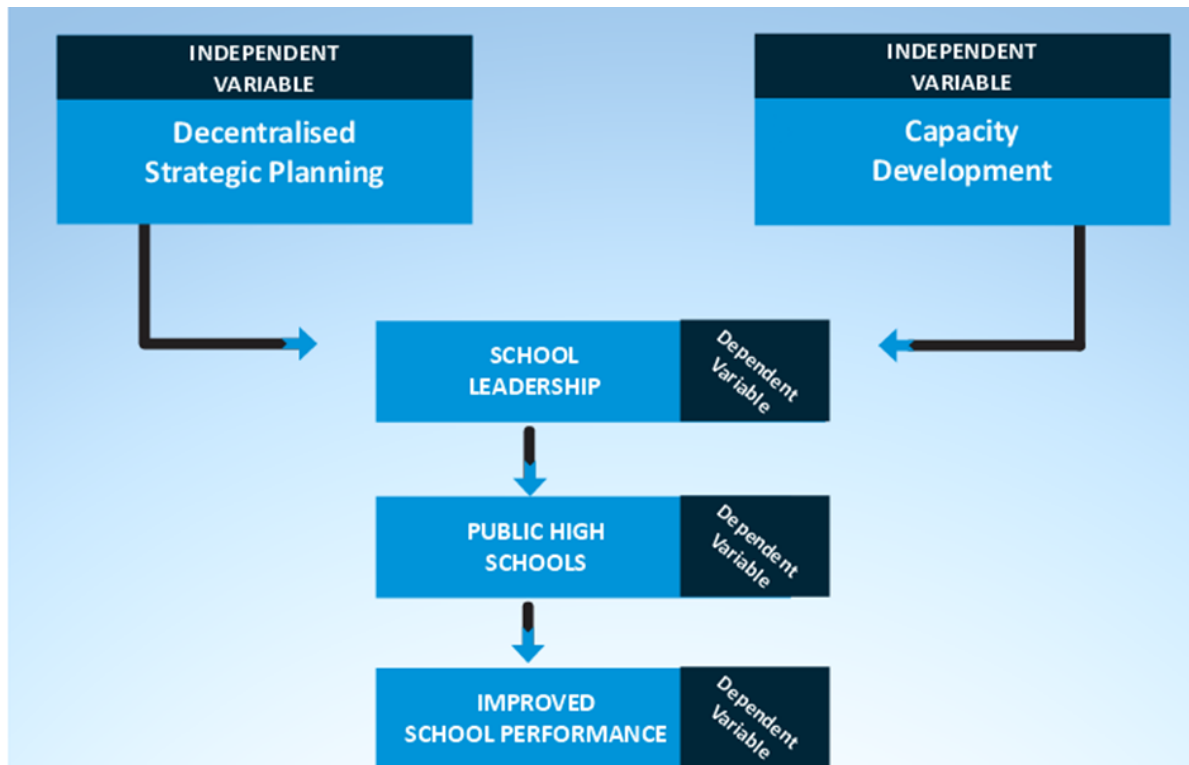 INDEPENDENT
VARIABLE
Decentralised
Strategic Planning
INDEPENDENT
VARIABLE
Capacity
Development
SCHOOL
LEADERSHIP
Dependent
Variable
PUBLIC HIGH
SCHOOLS
Dependent
Variable
IMPROVED
SCHOOL PERFORMANCE
Dependent
Variable